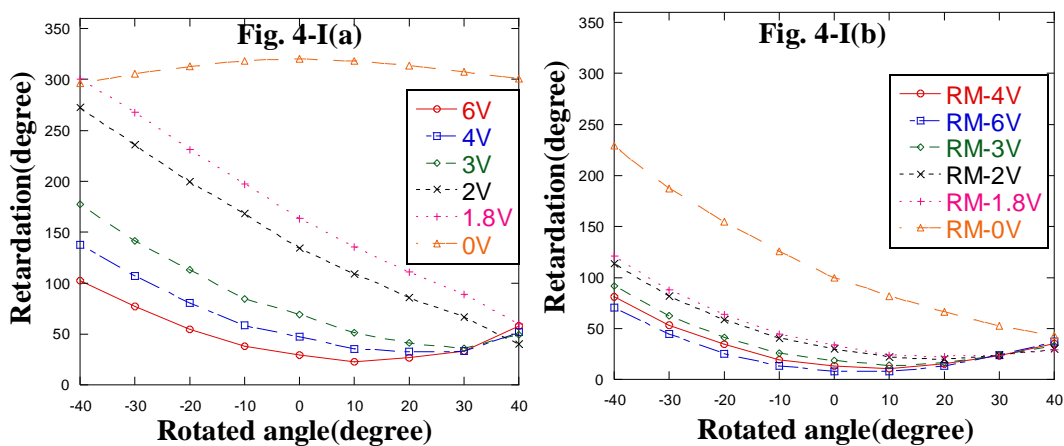 Fig. 4-I(a)
Retardation(degree)
350
300
250
200
150
100
50
0
6V
4V
3V
2V
1.8V
0V
-40 -30 -20 -10 0 10 20 30 40
Rotated angle(degree)
Fig. 4-I(b)
Retardation(degree)
350
300
250
200
150
100
50
0
RM-4V
RM-6V
RM-3V
RM-2V
RM-1.8V
RM-0V
-40 -30 -20 -10 0 10 20 30 40
Rotated angle(degree)